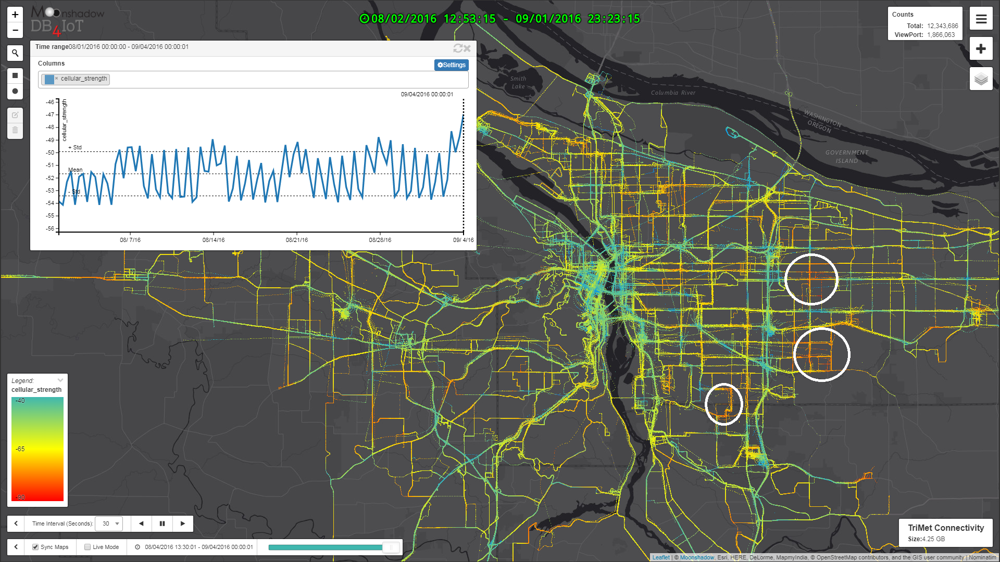 +
−
Moonshadow
DB4IoT
08/02/2016 12:53:15 - 09/01/2016 23:23:15
Counts
Total: 12,343,686
ViewPort: 1,866,063
Time range08/01/2016 00:00:00 - 09/04/2016 00:00:01
Columns
Settings
× cellular_strength
09/04/2016 00:00:01
cellular_strength
-46
-47
-48
-49
-50
-51
-52
-53
-54
-55
-56
+ Std
Mean
- Std
08/ 7/16
08/14/16
08/21/16
08/28/16
09/ 4/16
Smith
Lake
Columbia River
WASHINGTON
OREGON
GOVERNMENT
ISLAND
Legend:
cellular_strength
-40
-65
-90
Time Interval (Seconds): 30
Sync Maps
Live Mode
08/04/2016 13:30:01 - 09/04/2016 00:00:01
TriMet Connectivity
Size:4.25 GB
Leaflet | © Moonshadow, Esri, HERE, DeLorme, MapmyIndia, © OpenStreetMap contributors, and the GIS user community | Nominatim